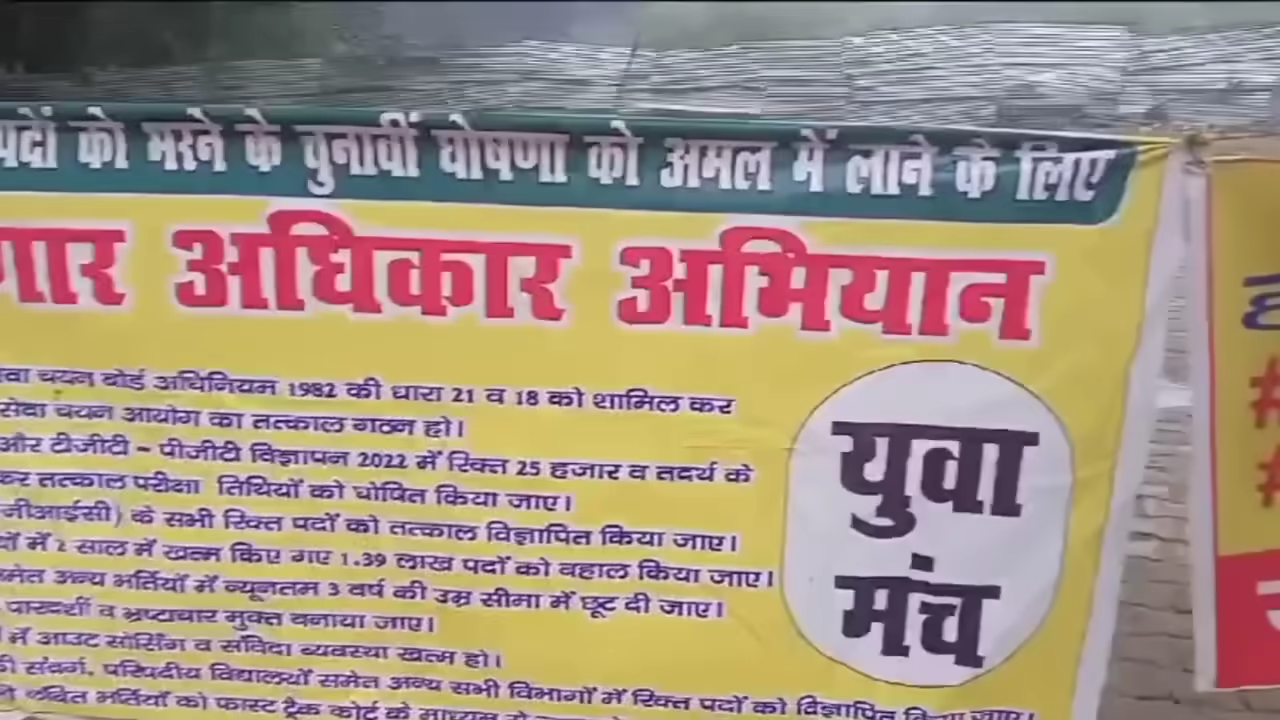 पदों को भरने के चुनावीं घोषणा को अमल में लाने के लिए
गार अधिकार अभियान
सेवा चयन बोर्ड अधिनियम 1982 की धारा 21 व 18 को शामिल कर
सेवा चयन आयोग का तत्काल गठन हो।
और टीजीटी - पीजीटी विज्ञापन 2022 में रिक्त 25 हजार व तदर्थ के
कर तत्काल परीक्षा तिथियों को घोषित किया जाए।
जीआईसी) के सभी रिक्त पदों को तत्काल विज्ञापित किया जाए।
में 2 साल में खत्म किए गए 1.39 लाख पदों को बहाल किया जाए।
समेत अन्य भर्तियों में न्यूनतम 3 वर्ष की उम्र सीमा में छूट दी जाए।
पारदर्शी व भ्रष्टाचार मुक्त बनाया जाए।
में आउट सोर्सिंग व संविदा व्यवस्था खत्म हो।
संवर्ग, परिषदीय विद्यालयों समेत अन्य सभी विभागों में रिक्त पदों को विज्ञापित किया जाए।
लंबित भर्तियों को फास्ट ट्रैक कोर्ट के माध्यम से
युवा
मंच
#
#